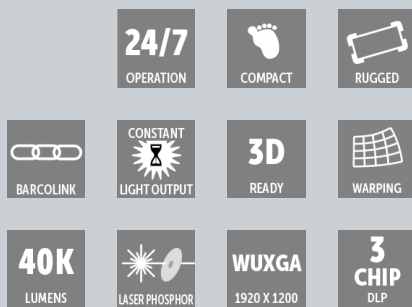 24/7
OPERATION
COMPACT
RUGGED
BARCOLINK
CONSTANT
LIGHT OUTPUT
3D
READY
WARPING
40K
LUMENS
LASER PHOSPHOR
WUXGA
1920 X 1200
3
CHIP
DLP